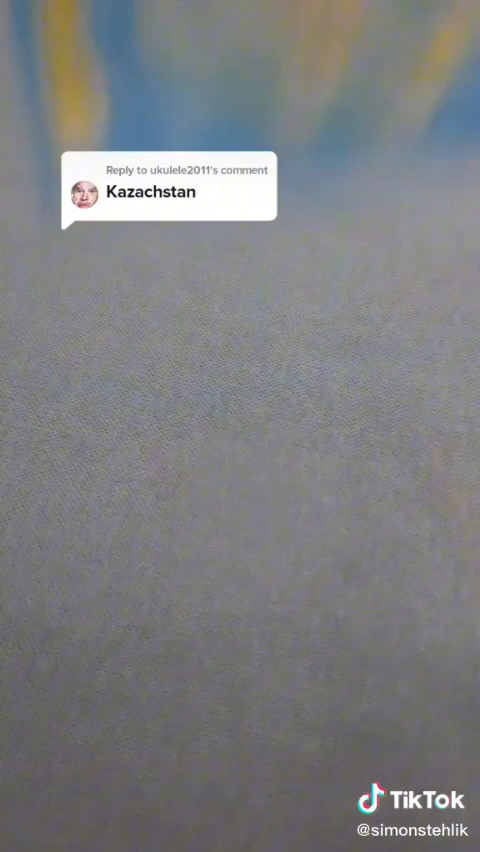 Reply to ukulele2011's comment
Kazachstan
TikTok
@simonstehlik